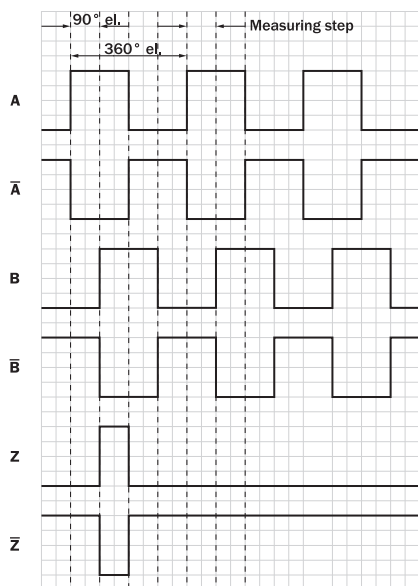 90° el.
Measuring step
360° el.
A
A̅
B
B̅
Z
Z̅